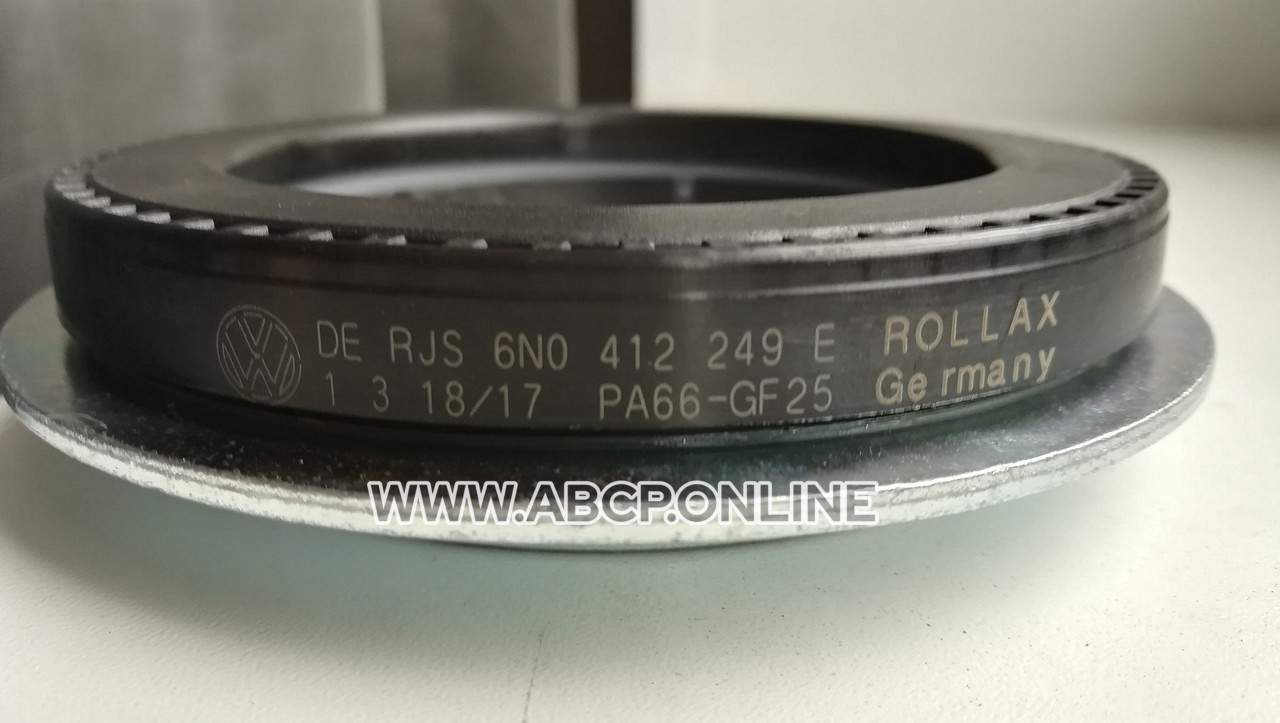 DE RJS 6N0 412 249 E ROLLAX
1 3 18/17 PA66-GF25 Germany
WWW.ABCP.ONLINE